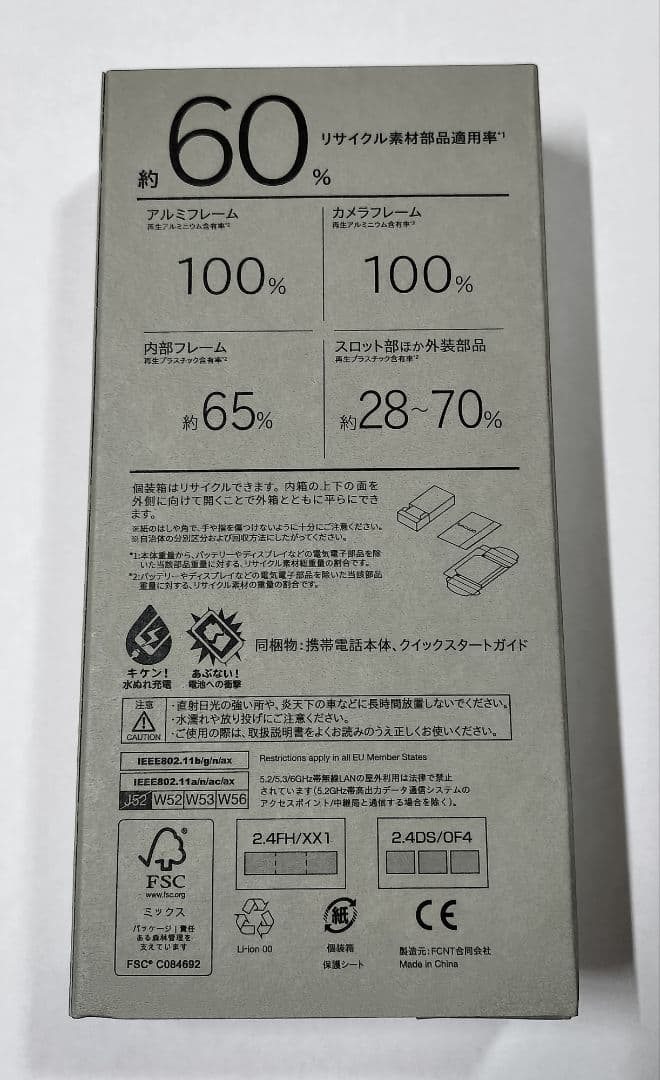 約60% リサイクル素材部品適用率*1
アルミフレーム
再生アルミニウム含有率*2
100%
カメラフレーム
再生アルミニウム含有率*2
100%
内部フレーム
再生プラスチック含有率*2
約65%
スロット部ほか外装部品
再生プラスチック含有率*2
約28~70%
個装箱はリサイクルできます。内箱の上下の面を
外側に向けて開くことで外箱とともに平らにでき
ます。
※紙のはしや角で、手や指を傷つけないように十分にご注意ください。
※自治体の分別区分および回収方法にしたがってください。
*1:本体重量から、バッテリーやディスプレイなどの電気電子部品を除
いた当該部品重量に対する、リサイクル素材総重量の割合です。
*2:バッテリーやディスプレイなどの電気電子部品を除いた当該部品
重量に対する、リサイクル素材の重量の割合です。
キケン!
水ぬれ充電
あぶない!
電池への衝撃
同梱物:携帯電話本体、クイックスタートガイド
注意
CAUTION
・直射日光の強い所や、炎天下の車などに長時間放置しないでください。
・水濡れや放り投げにご注意ください。
・ご使用の際は、取扱説明書をよくお読みのうえ正しくお使いください。
IEEE802.11b/g/n/ax
Restrictions apply in all EU Member States
IEEE802.11a/n/ac/ax
J52 W52 W53 W56
5.2/5.3/6GHz帯無線LANの屋外利用は法律で禁止
されています(5.2GHz帯高出力データ通信システムの
アクセスポイント/中継局と通信する場合を除く)。
FSC
www.fsc.org
ミックス
パッケージ|責任
ある森林管理を
支えています
FSC® C084692
2.4FH/XX1
2.4DS/OF4
Li-ion 00
紙
個装箱
保護シート
CE
製造元:FCNT合同会社
Made in China